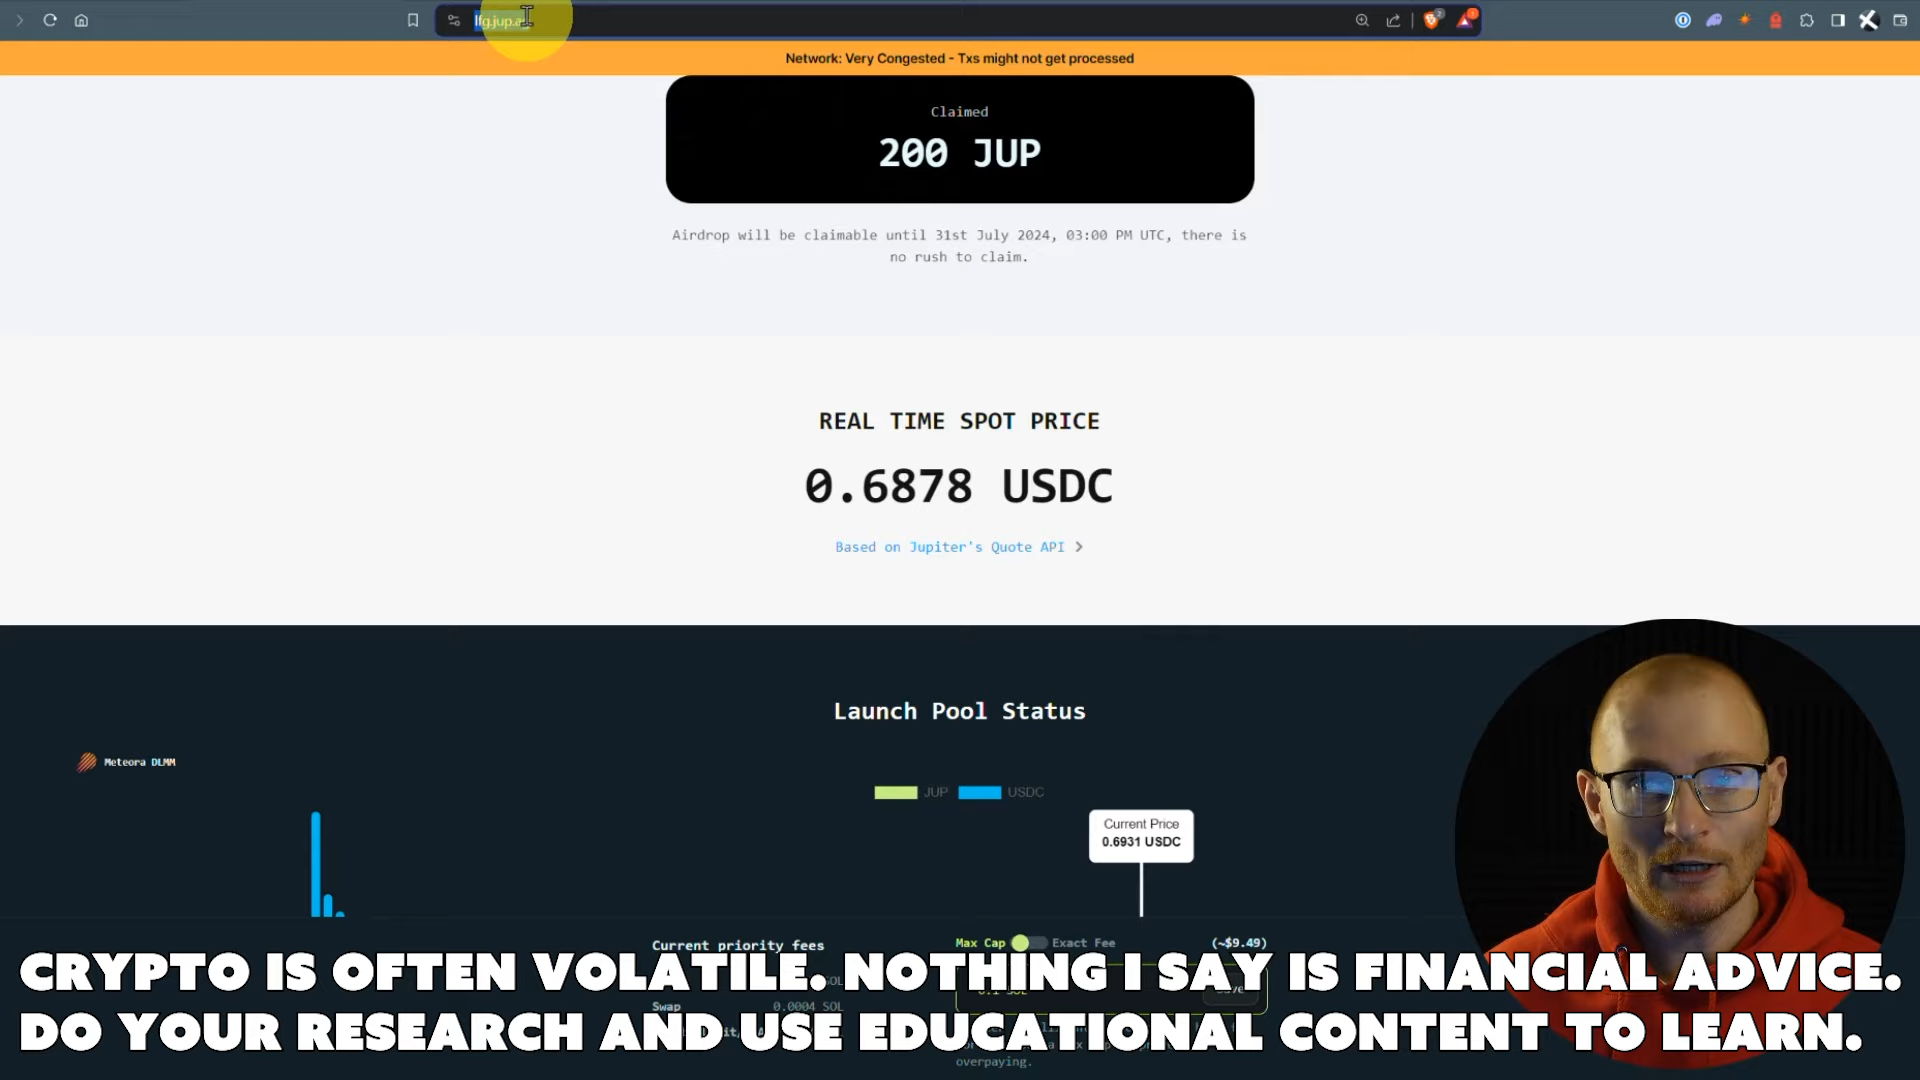 lfg.jup.a
Network: Very Congested - Txs might not get processed
Claimed
200 JUP
Airdrop will be claimable until 31st July 2024, 03:00 PM UTC, there is
no rush to claim.
REAL TIME SPOT PRICE
0.6878 USDC
Based on Jupiter's Quote API
Launch Pool Status
Meteora DLMM
JUP USDC
Current Price
0.6931 USDC
Current priority fees
Max Cap Exact Fee (~$9.49)
CRYPTO IS OFTEN VOLATILE. NOTHING I SAY IS FINANCIAL ADVICE.
Swap 0.0004 SOL
DO YOUR RESEARCH AND USE EDUCATIONAL CONTENT TO LEARN.
overpaying.